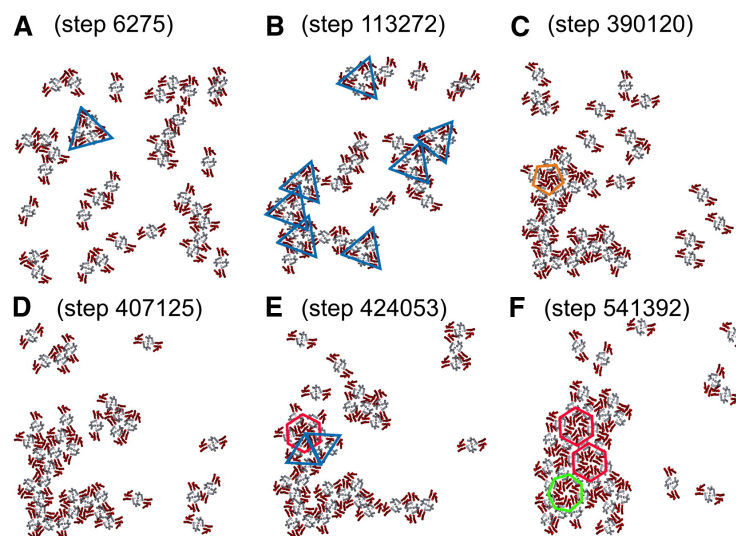 A (step 6275)
B (step 113272)
C (step 390120)
D (step 407125)
E (step 424053)
F (step 541392)